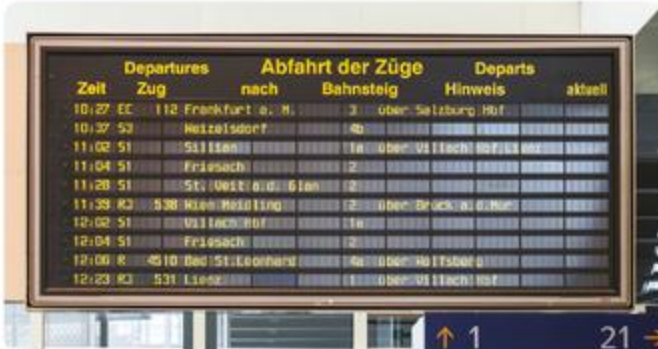 Departures Abfahrt der Züge Departs
Zeit Zug nach Bahnsteig Hinweis aktuell
10:27 EC 112 Frankfurt a. M. 3 über Salzburg Hbf
10:37 S3 Weizelsdorf 4b
11:02 S1 Sillian 1a über Villach Hbf,Lienz
11:04 S1 Friesach 2
11:28 S1 St. Veit a.d. Glan 2
11:39 RJ 538 Wien Meidling 2 über Bruck a.d.Mur
12:02 S1 Villach Hbf 1a
12:04 S1 Friesach 2
12:06 R 4510 Bad St.Leonhard 4a über Wolfsberg
12:23 RJ 531 Lienz 1 über Villach Hbf
↑ 1 21 →